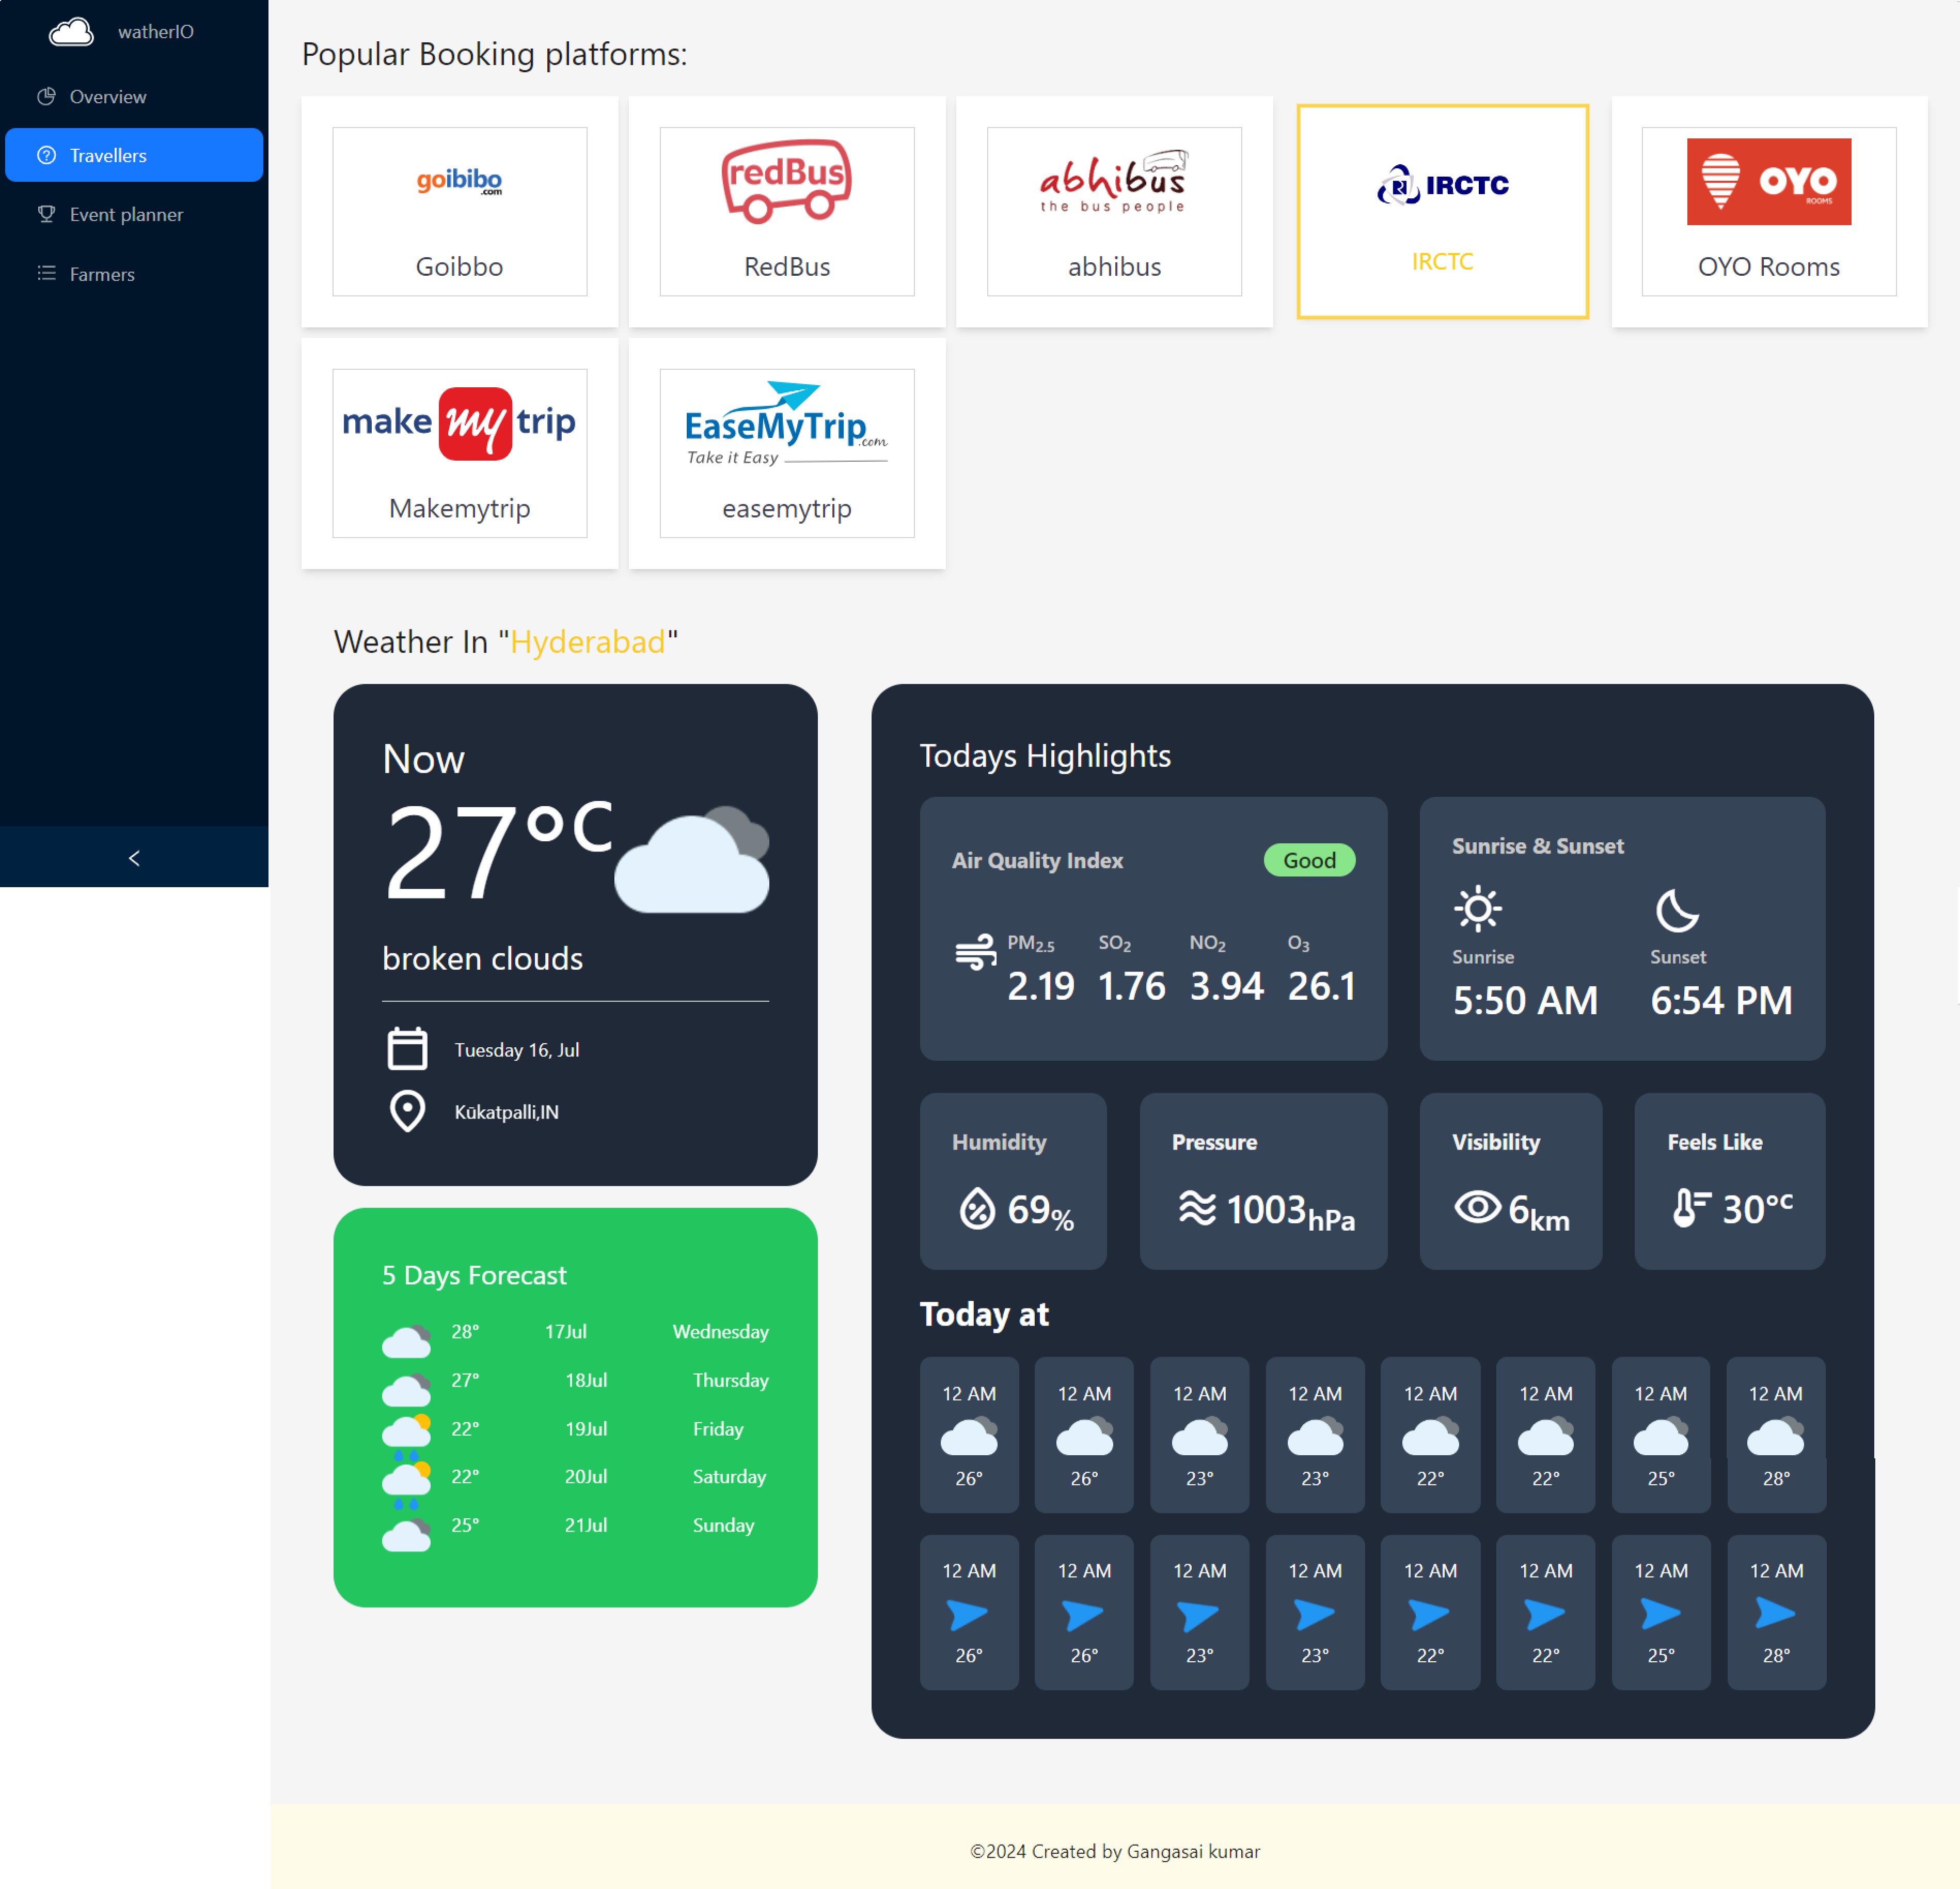 watherIO
Overview
Travellers
Event planner
Farmers
Popular Booking platforms:
goibibo
.com
Goibbo
redBus
RedBus
abhibus
the bus people
abhibus
IRCTC
IRCTC
OYO
ROOMS
OYO Rooms
make my trip
Makemytrip
EaseMyTrip.com
Take it Easy
easemytrip
Weather In "Hyderabad"
Now
27°C
broken clouds
Tuesday 16, Jul
Kūkatpalli,IN
5 Days Forecast
28° 17Jul Wednesday
27° 18Jul Thursday
22° 19Jul Friday
22° 20Jul Saturday
25° 21Jul Sunday
Todays Highlights
Air Quality Index Good
PM2.5 SO2 NO2 O3
2.19 1.76 3.94 26.1
Sunrise & Sunset
Sunrise Sunset
5:50 AM 6:54 PM
Humidity
69%
Pressure
1003hPa
Visibility
6km
Feels Like
30°C
Today at
12 AM 12 AM 12 AM 12 AM 12 AM 12 AM 12 AM 12 AM
26° 26° 23° 23° 22° 22° 25° 28°
12 AM 12 AM 12 AM 12 AM 12 AM 12 AM 12 AM 12 AM
26° 26° 23° 23° 22° 22° 25° 28°
©2024 Created by Gangasai kumar